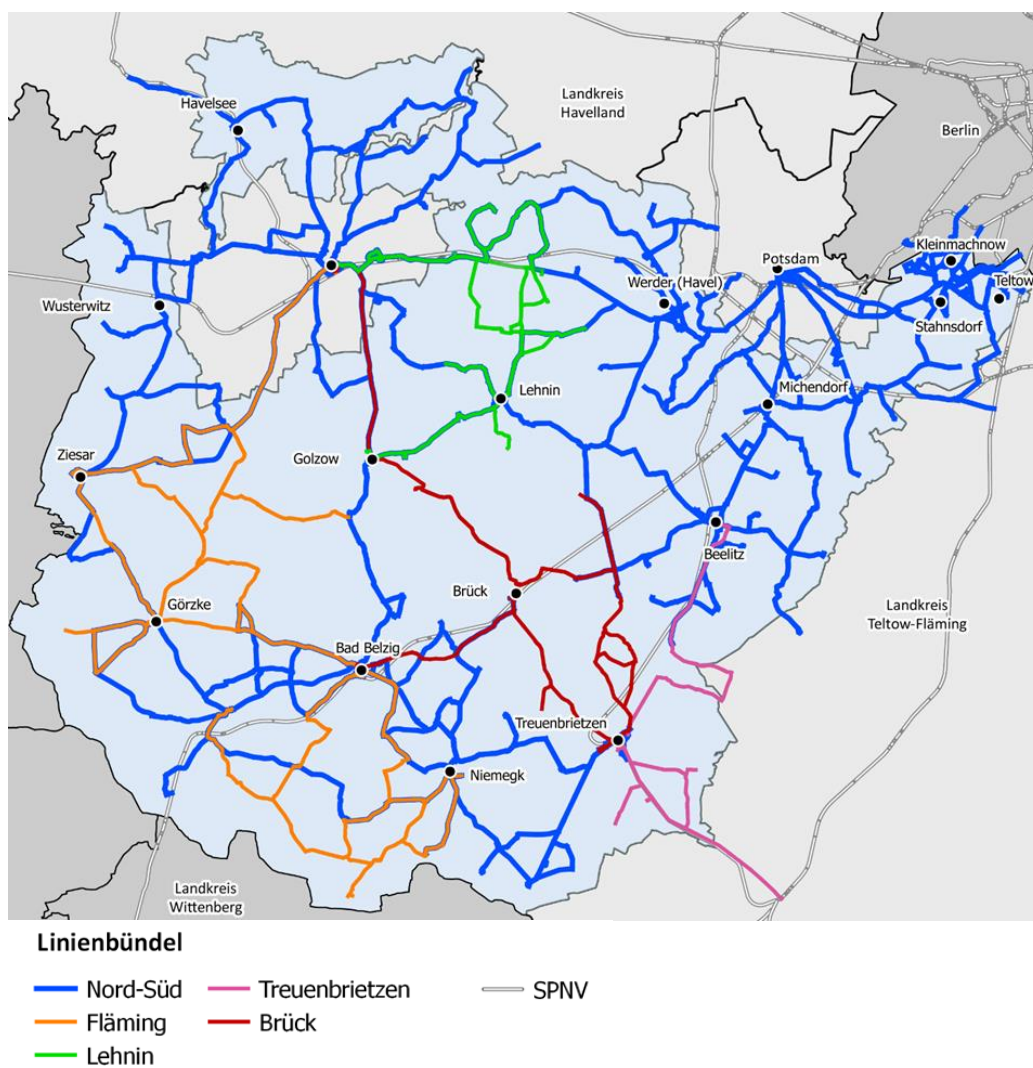 Havelsee
Landkreis
Havelland
Berlin
Kleinmachnow
Potsdam
Teltow
Werder (Havel)
Wusterwitz
Stahnsdorf
Michendorf
Lehnin
Ziesar
Golzow
Beelitz
Brück
Görzke
Landkreis
Teltow-Fläming
Bad Belzig
Treuenbrietzen
Niemegk
Landkreis
Wittenberg
Linienbündel
Nord-Süd
Treuenbrietzen
SPNV
Fläming
Brück
Lehnin